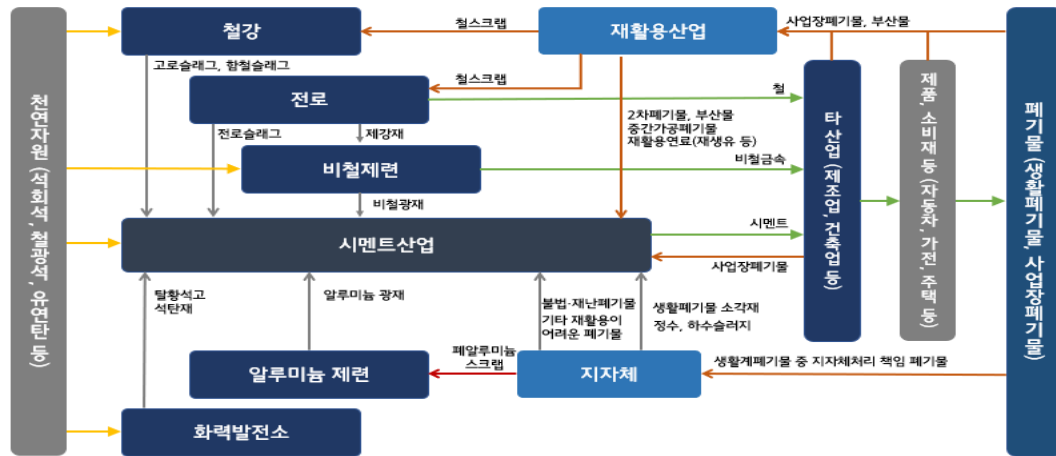 천연자원 (석회석, 철광석, 유연탄 등)
철강
철스크랩
재활용산업
사업장폐기물, 부산물
고로슬래그, 함철슬래그
전로
철스크랩
철
전로슬래그
제강재
2차폐기물, 부산물
중간가공폐기물
재활용연료(재생유 등)
비철제련
비철금속
비철광재
시멘트산업
시멘트
사업장폐기물
타 산업 (제조업, 건축업 등)
제품, 소비재 등 (자동차, 가전, 주택 등)
폐기물 (생활폐기물, 사업장폐기물)
탈황석고
석탄재
알루미늄 광재
불법·재난폐기물
기타 재활용이
어려운 폐기물
생활폐기물 소각재
정수, 하수슬러지
알루미늄 제련
폐알루미늄
스크랩
지자체
생활계폐기물 중 지자체처리 책임 폐기물
화력발전소